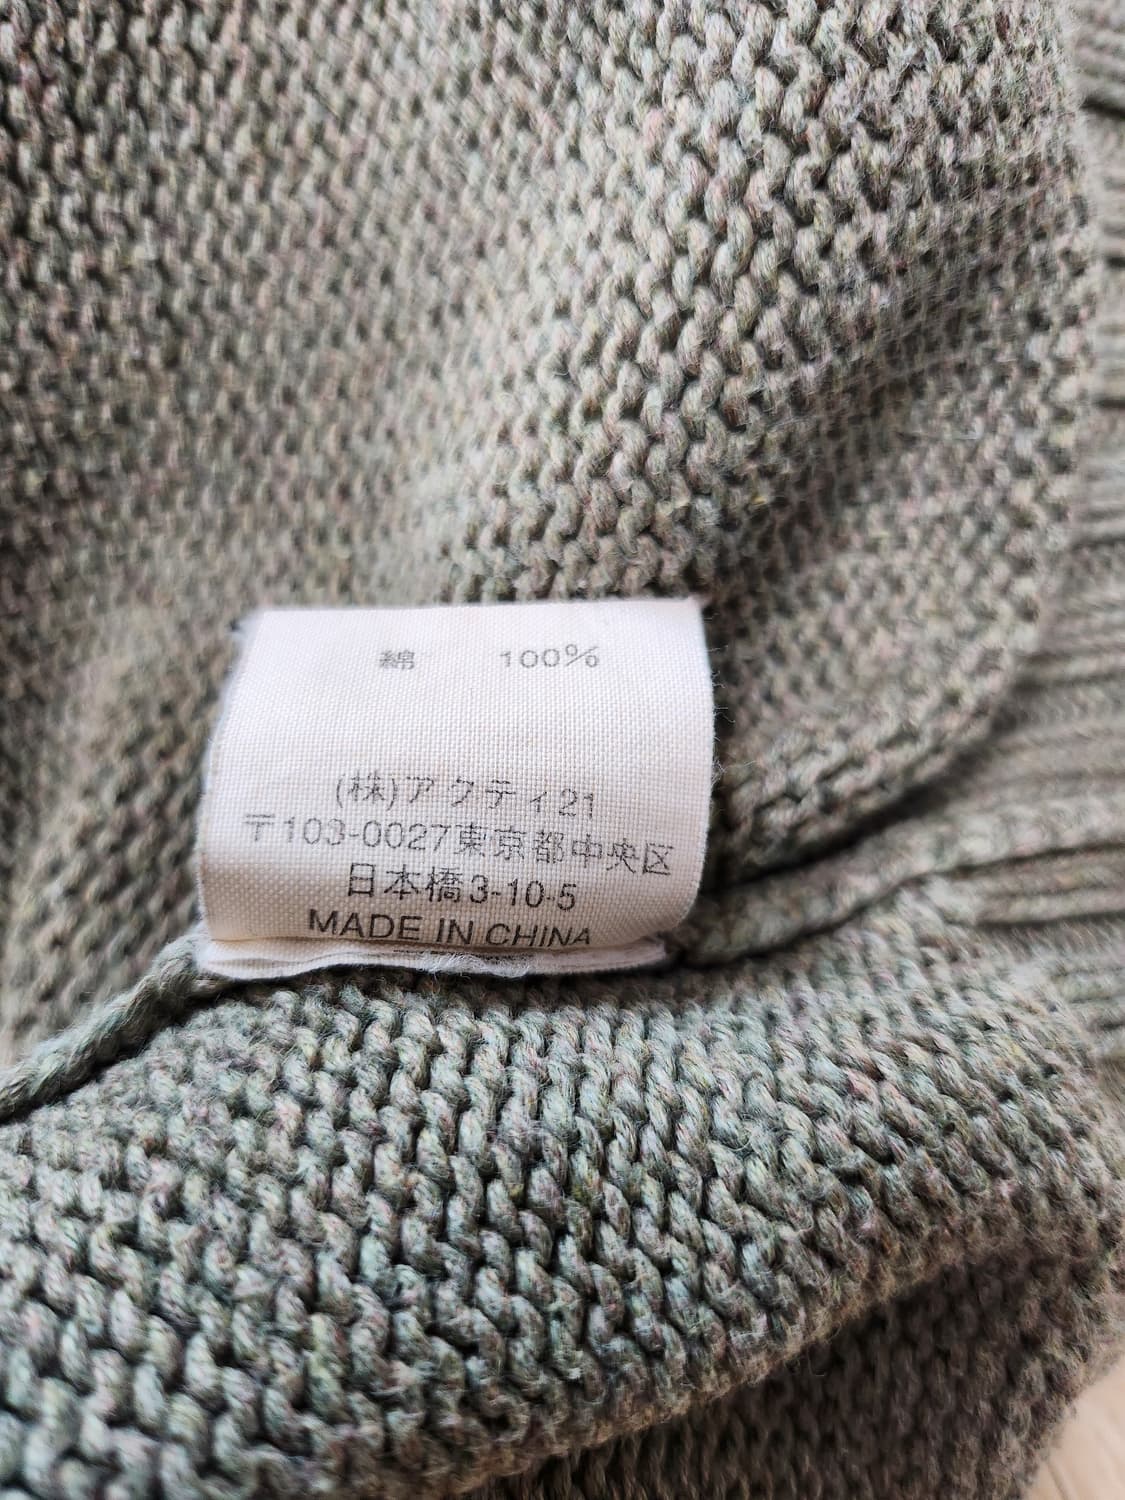 綿 100%
(株)アクティ21
〒103-0027東京都中央区
日本橋3-10-5
MADE IN CHINA